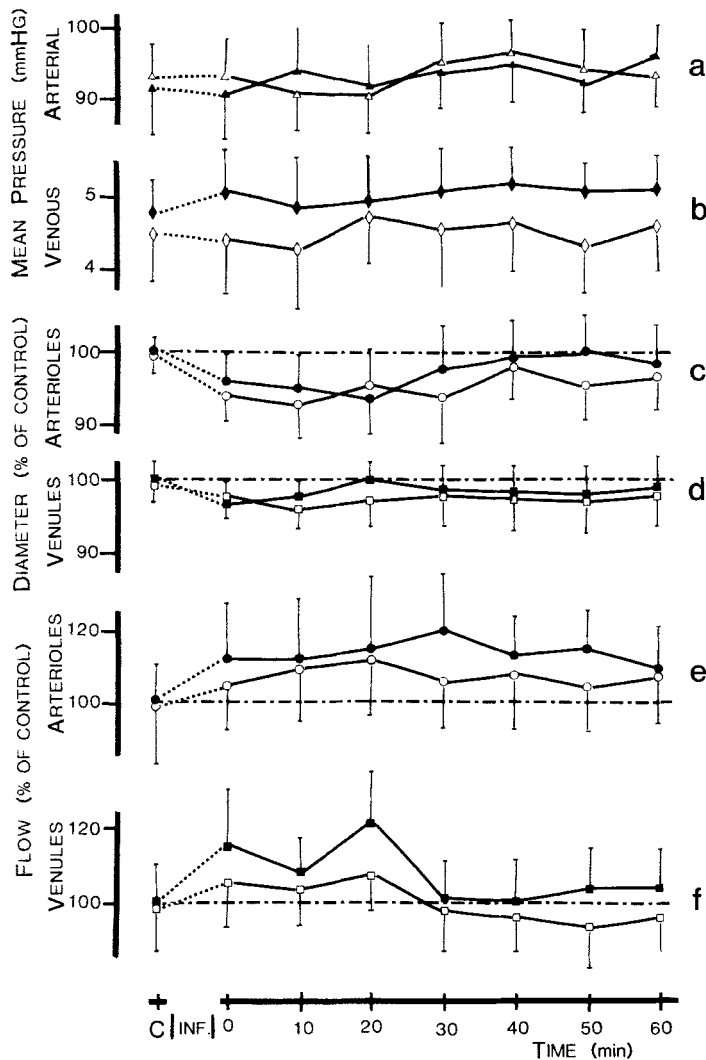 MEAN PRESSURE (mmHg)
ARTERIAL
100
90
a
VENOUS
5
4
b
DIAMETER (% OF CONTROL)
ARTERIOLES
100
90
c
VENULES
100
90
d
FLOW (% OF CONTROL)
ARTERIOLES
120
100
e
VENULES
120
100
f
C INF. 0 10 20 30 40 50 60
TIME (min)